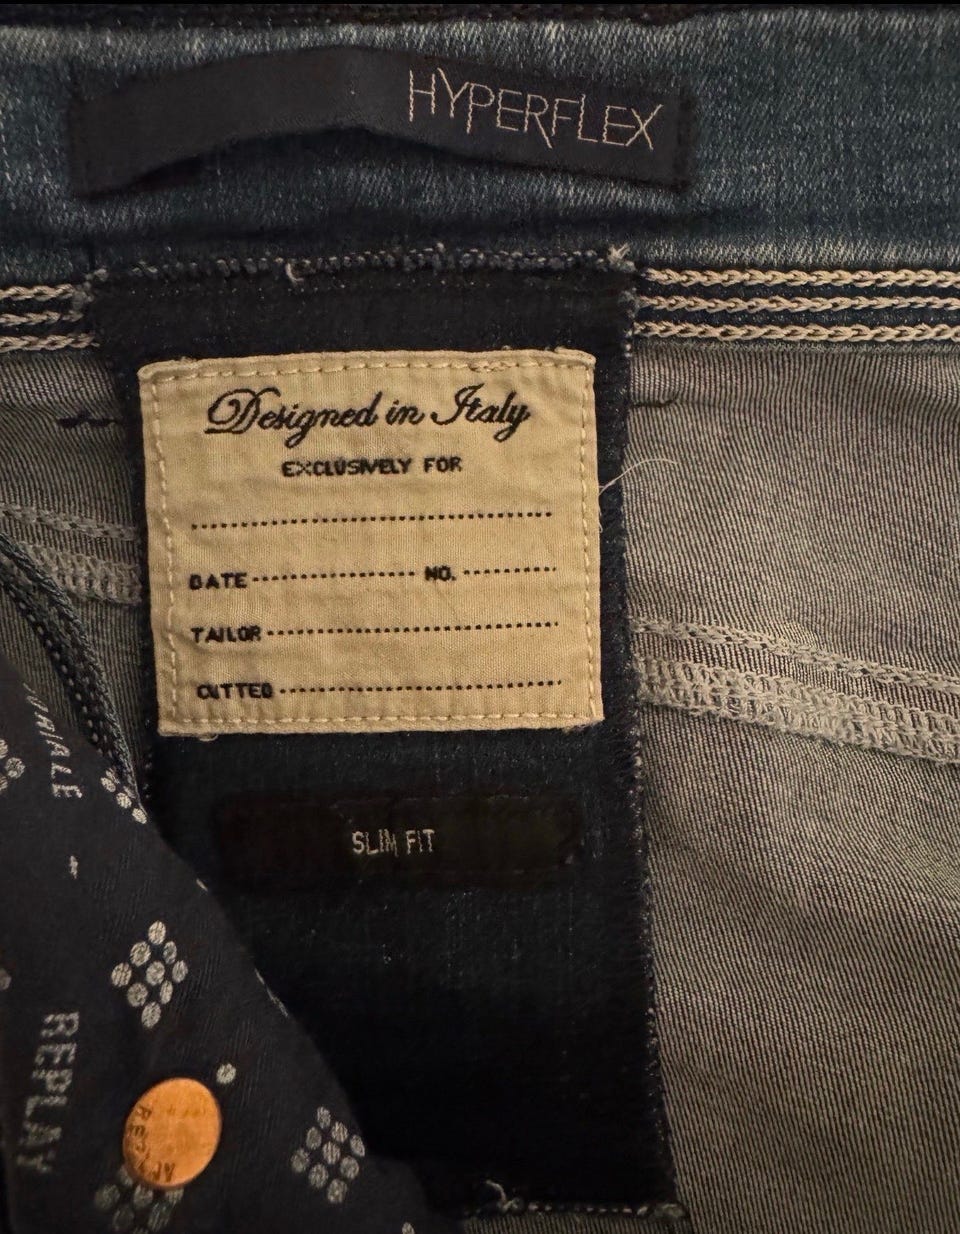 HYPERFLEX
Designed in Italy
EXCLUSIVELY FOR
DATE NO.
TAILOR
CUTTED
SLIM FIT
REPLAY